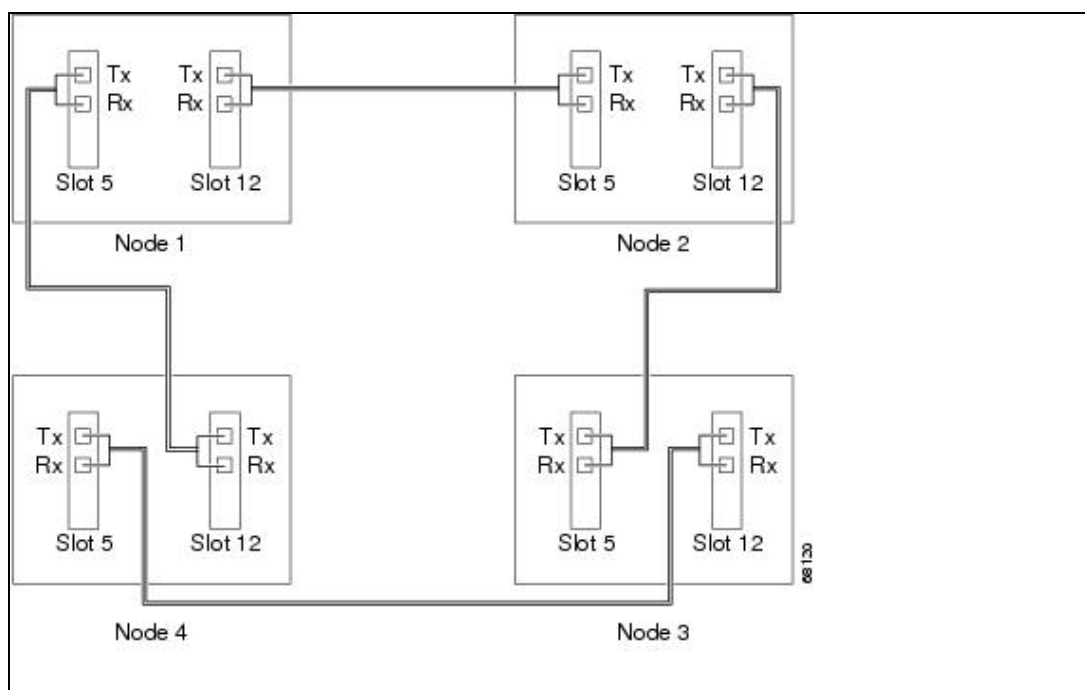 Tx Tx Tx Tx
Rx Rx Rx Rx
Slot 5 Slot 12 Slot 5 Slot 12
Node 1 Node 2
Tx Tx Tx Tx
Rx Rx Rx Rx
Slot 5 Slot 12 Slot 5 Slot 12
68120
Node 4 Node 3